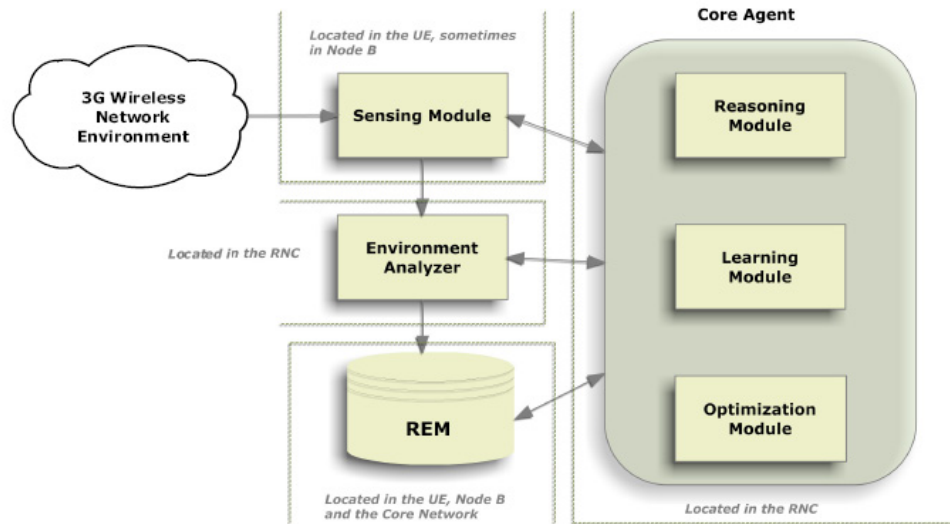 Core Agent
Located in the UE, sometimes
in Node B
3G Wireless
Network
Environment
Sensing Module
Reasoning
Module
Located in the RNC
Environment
Analyzer
Learning
Module
REM
Optimization
Module
Located in the UE, Node B
and the Core Network
Located in the RNC